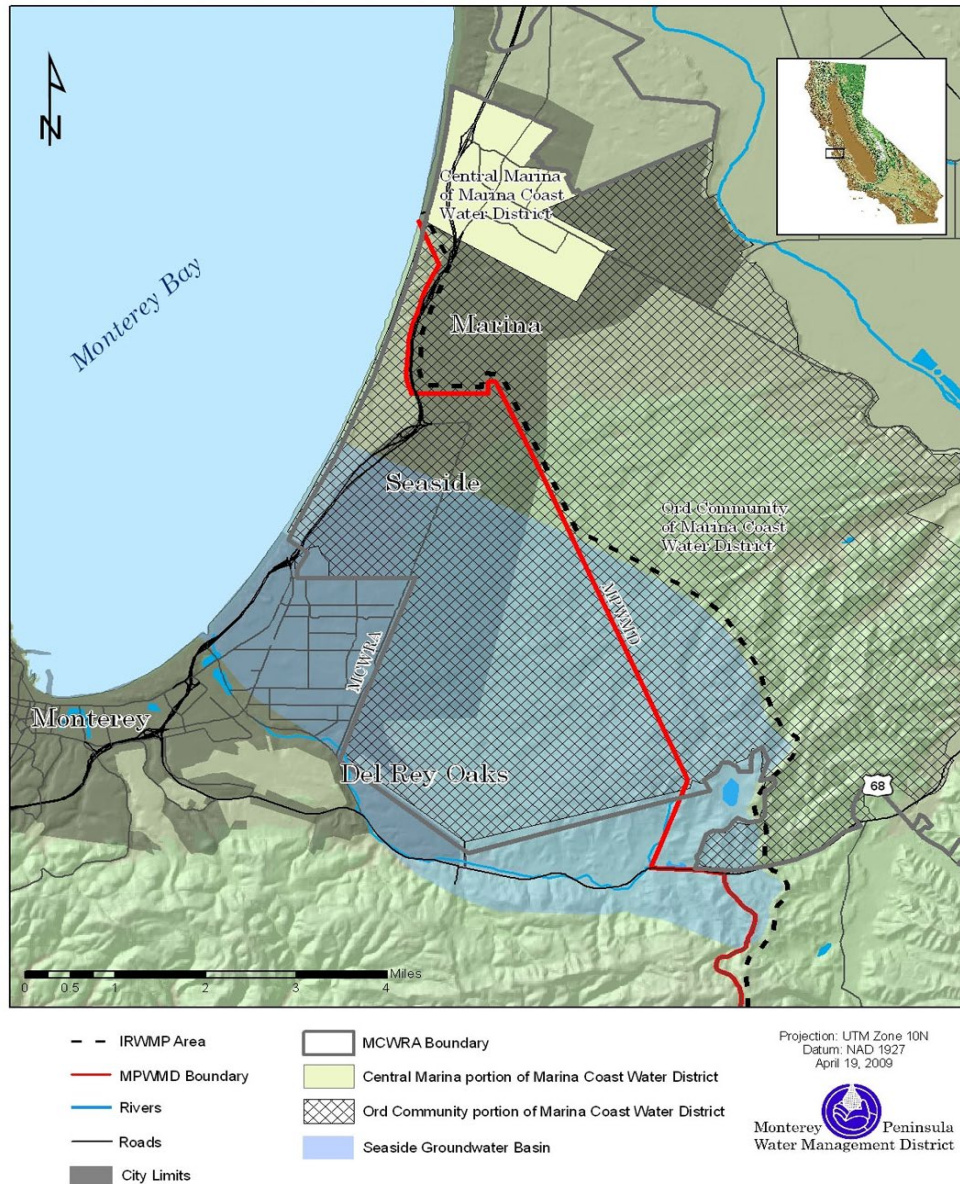 N
Central Marina
of Marina Coast
Water District
Monterey Bay
Marina
Seaside
Ord Community
of Marina Coast
Water District
MPWMD
MCWRA
Monterey
Del Rey Oaks
68
Miles
0 0.5 1 2 3 4
IRWMP Area
MPWMD Boundary
Rivers
Roads
City Limits
MCWRA Boundary
Central Marina portion of Marina Coast Water District
Ord Community portion of Marina Coast Water District
Seaside Groundwater Basin
Projection: UTM Zone 10N
Datum: NAD 1927
April 19, 2009
Monterey Peninsula
Water Management District